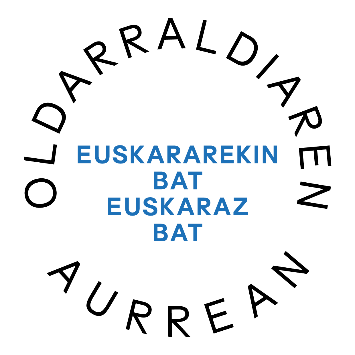 OLDARRALDIAREN
EUSKARAREKIN
BAT
EUSKARAZ
BAT
AURREAN